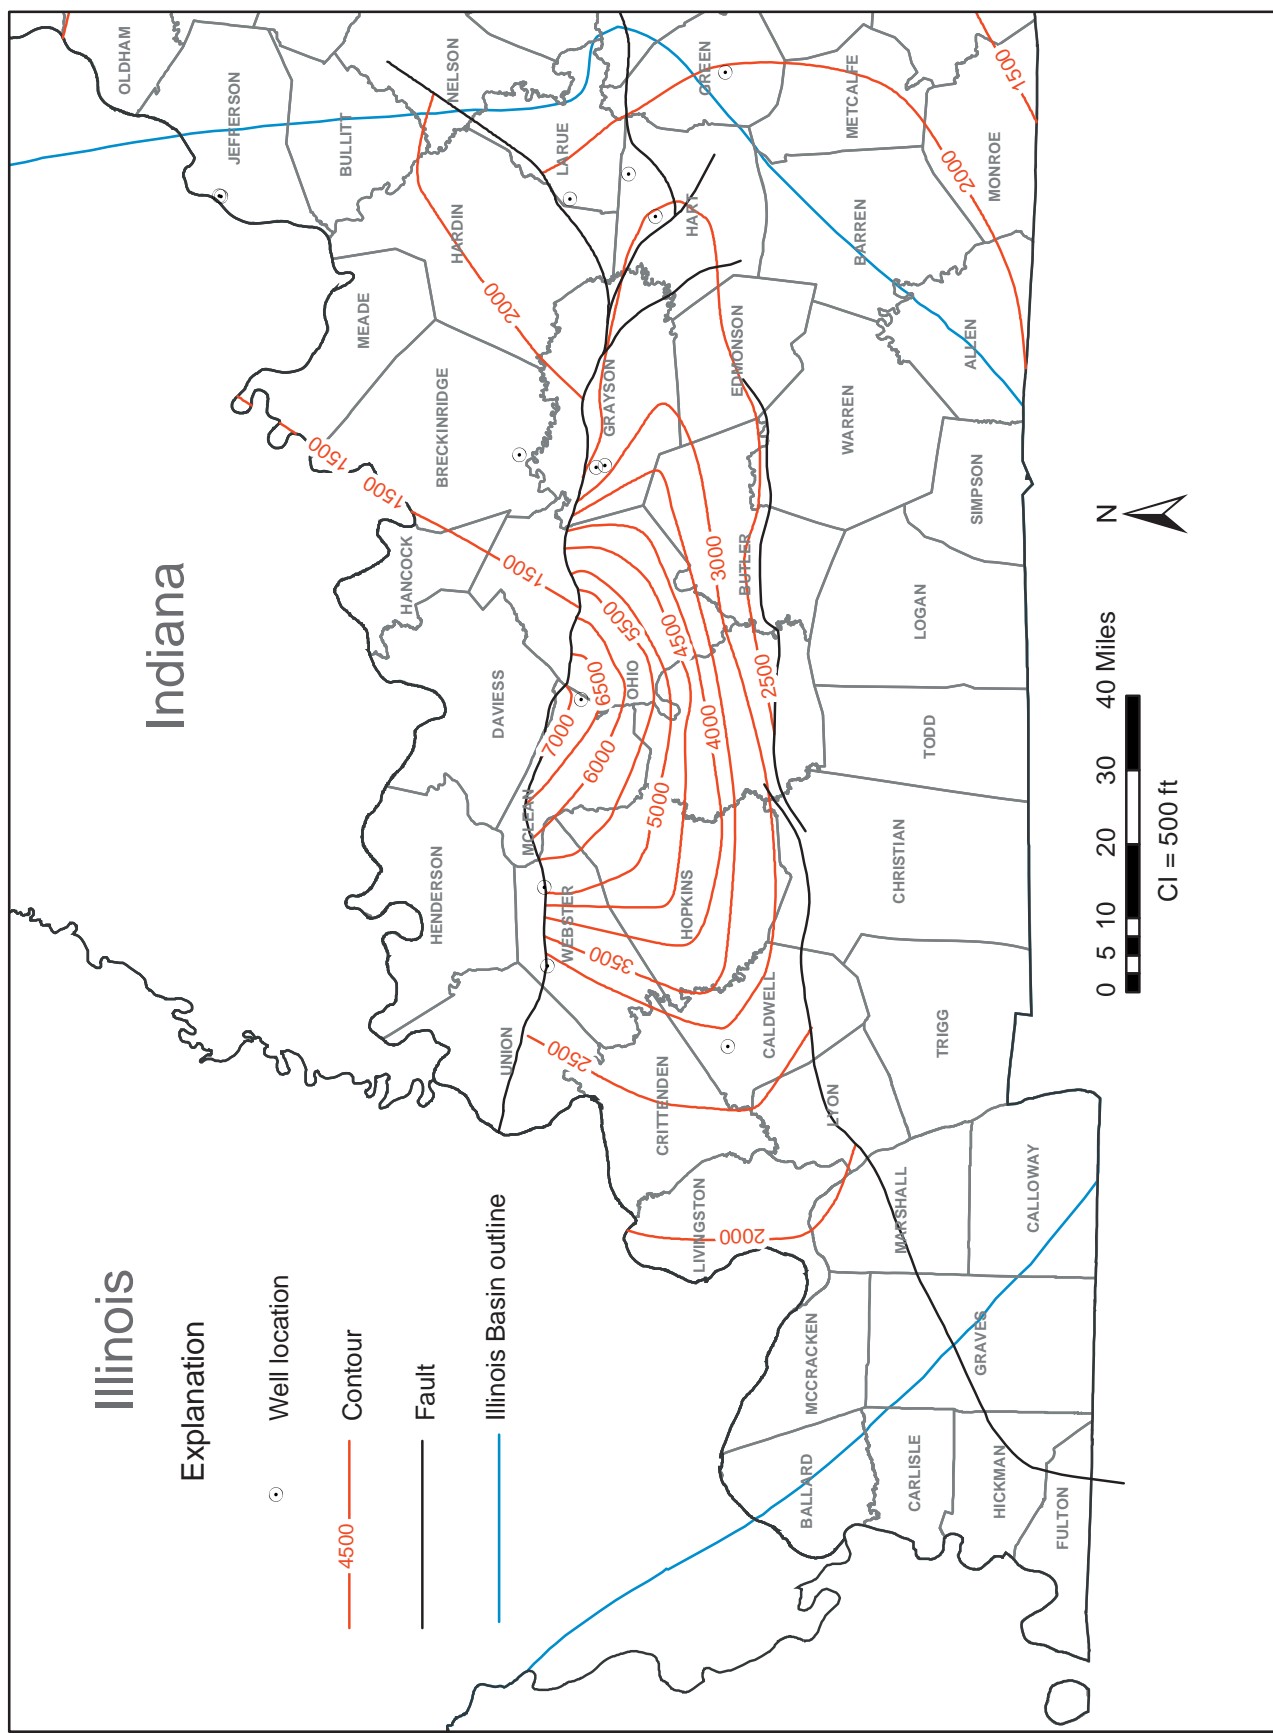 Illinois
Indiana
Explanation
Well location
4500
Contour
Fault
Illinois Basin outline
OLDHAM
JEFFERSON
BULLITT
NELSON
MEADE
HARDIN
LARUE
GREEN
BRECKINRIDGE
GRAYSON
HART
METCALFE
HANCOCK
EDMONSON
BARREN
MONROE
DAVIESS
OHIO
BUTLER
WARREN
ALLEN
HENDERSON
MCLEAN
SIMPSON
UNION
WEBSTER
HOPKINS
LOGAN
TODD
CRITTENDEN
CALDWELL
CHRISTIAN
LIVINGSTON
LYON
TRIGG
MARSHALL
CALLOWAY
MCCRACKEN
GRAVES
BALLARD
CARLISLE
HICKMAN
FULTON
1500
1500
1500
1500
2000
2000
2000
2500
2500
3000
3500
4000
4500
5000
5500
6000
6500
7000
N
0 5 10 20 30 40 Miles
CI = 500 ft